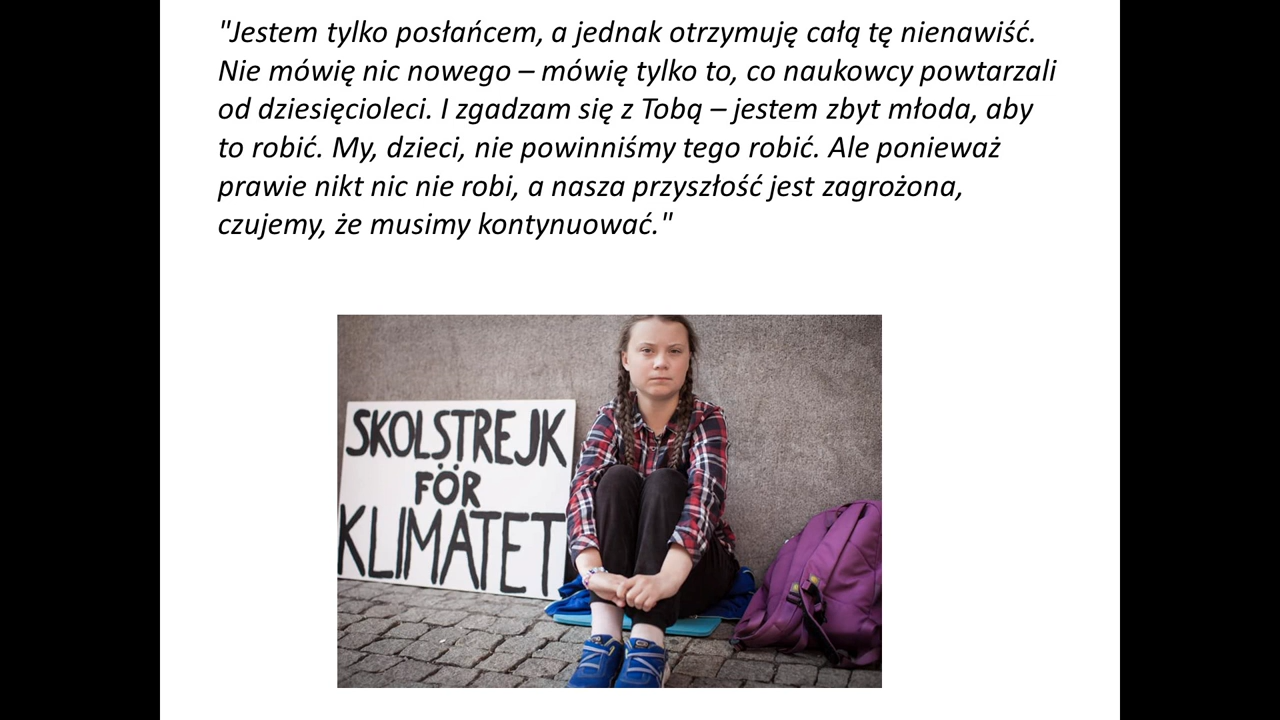 "Jestem tylko posłańcem, a jednak otrzymuję całą tę nienawiść.
Nie mówię nic nowego – mówię tylko to, co naukowcy powtarzali
od dziesięcioleci. I zgadzam się z Tobą – jestem zbyt młoda, aby
to robić. My, dzieci, nie powinniśmy tego robić. Ale ponieważ
prawie nikt nic nie robi, a nasza przyszłość jest zagrożona,
czujemy, że musimy kontynuować."
SKOLSTREJK
FÖR
KLIMATET